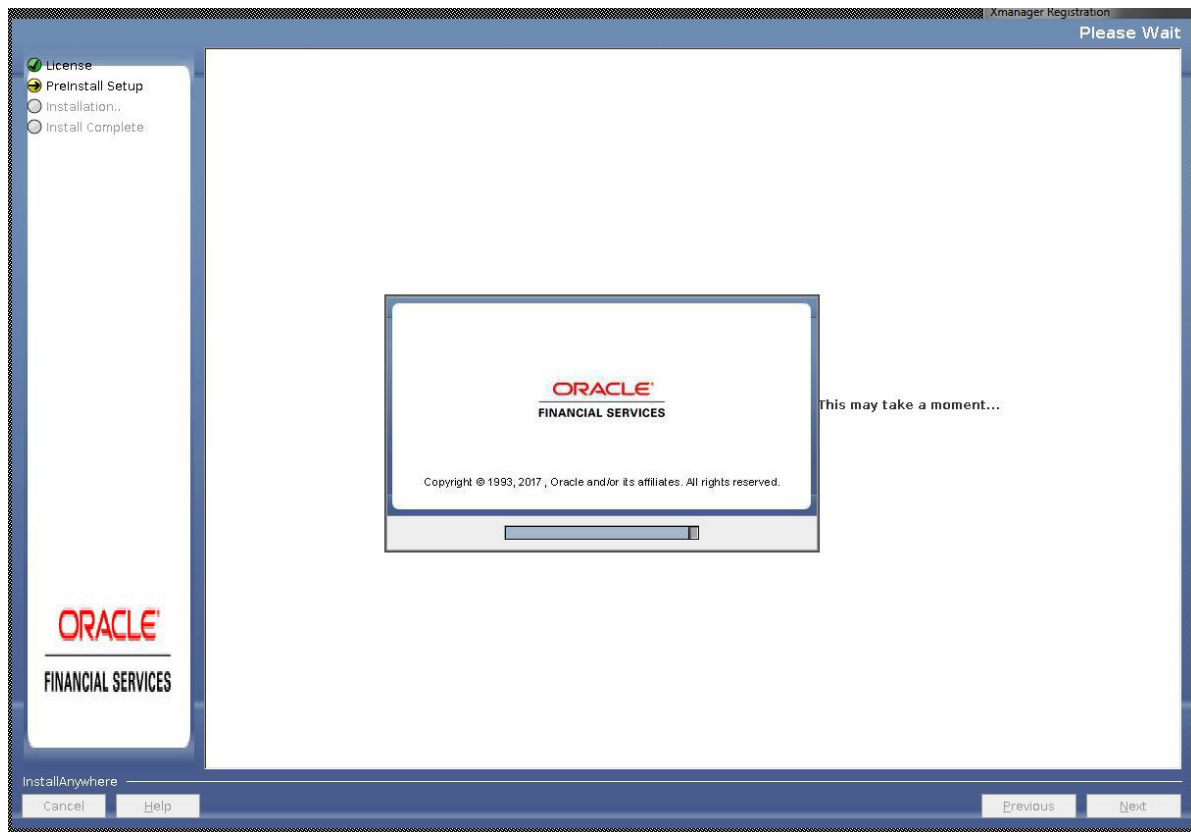 Xmanager Registration
Please Wait
License
PreInstall Setup
Installation..
Install Complete
ORACLE
FINANCIAL SERVICES
Copyright © 1993, 2017 , Oracle and/or its affiliates. All rights reserved.
This may take a moment...
ORACLE
FINANCIAL SERVICES
InstallAnywhere
Cancel
Help
Previous
Next